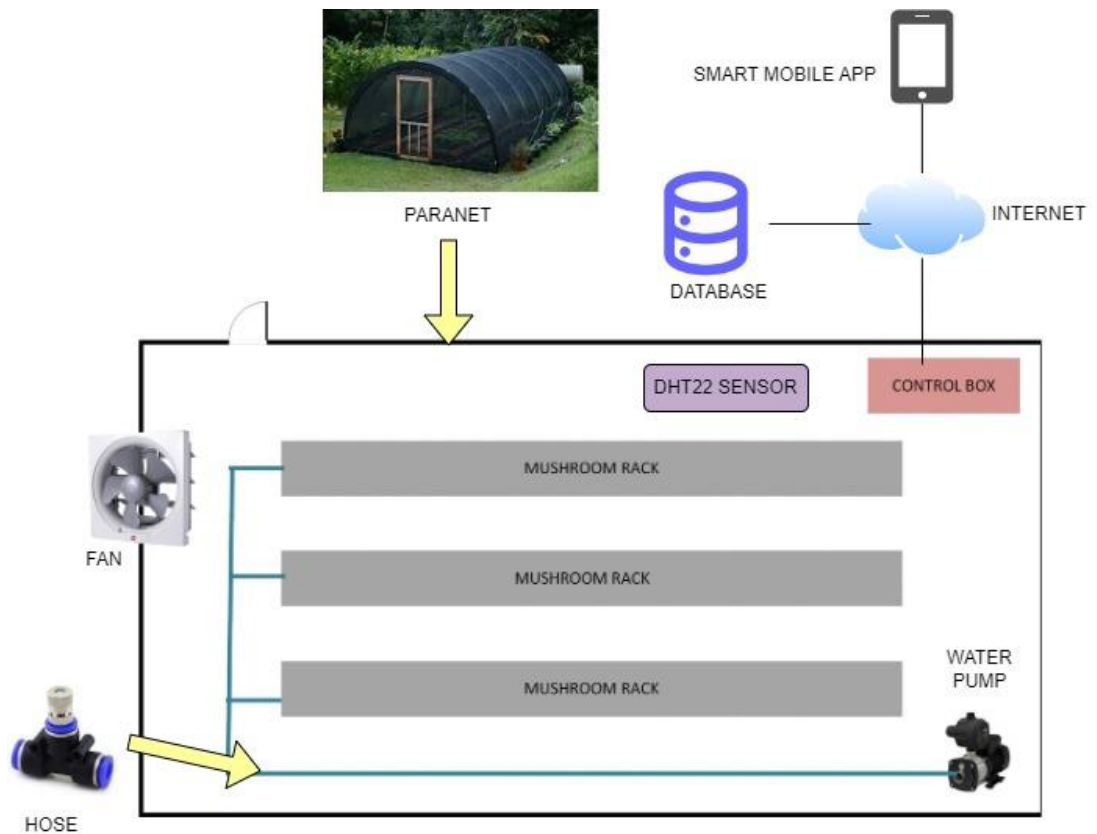 SMART MOBILE APP
PARANET
INTERNET
DATABASE
DHT22 SENSOR
CONTROL BOX
MUSHROOM RACK
FAN
MUSHROOM RACK
WATER
PUMP
MUSHROOM RACK
HOSE